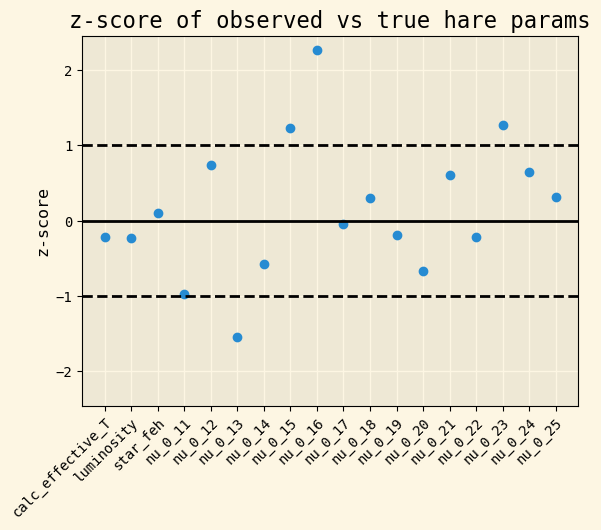 z-score of observed vs true hare params
z-score
2
1
0
−1
−2
calc_effective_T
luminosity
star_feh
nu_0_11
nu_0_12
nu_0_13
nu_0_14
nu_0_15
nu_0_16
nu_0_17
nu_0_18
nu_0_19
nu_0_20
nu_0_21
nu_0_22
nu_0_23
nu_0_24
nu_0_25